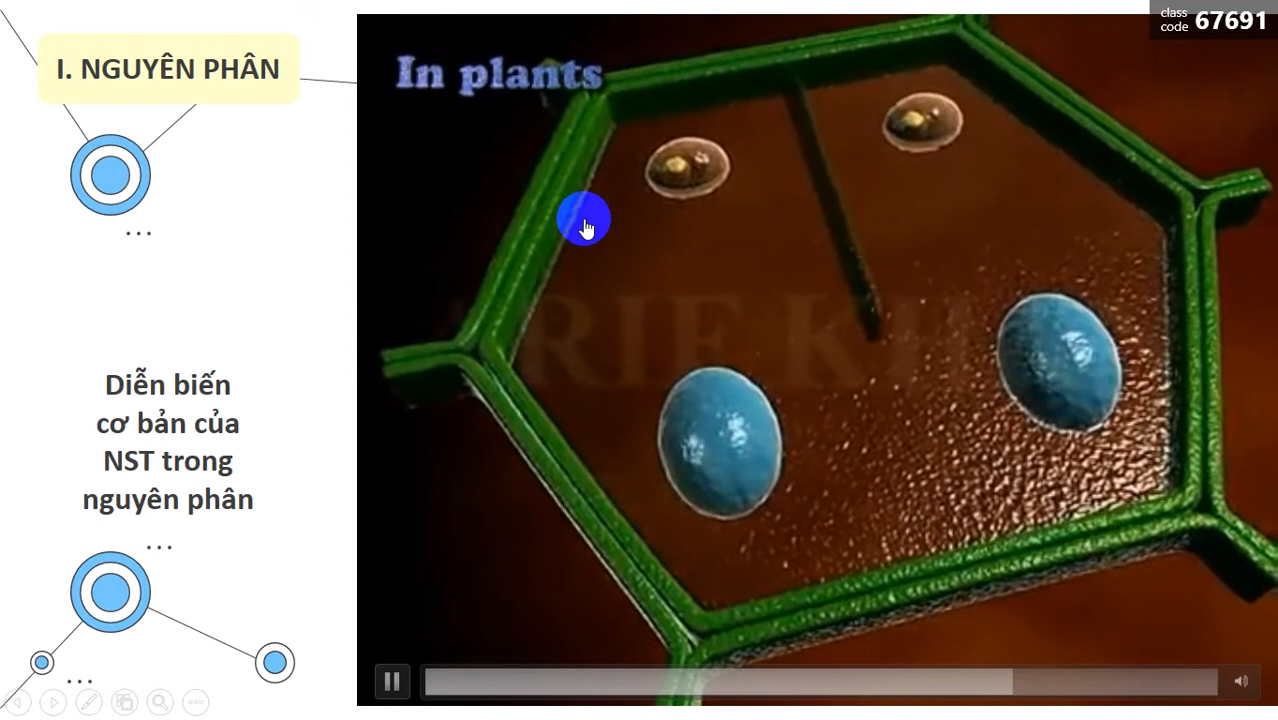 I. NGUYÊN PHÂN
...
Diễn biến
cơ bản của
NST trong
nguyên phân
...
...
In plants
class
code 67691